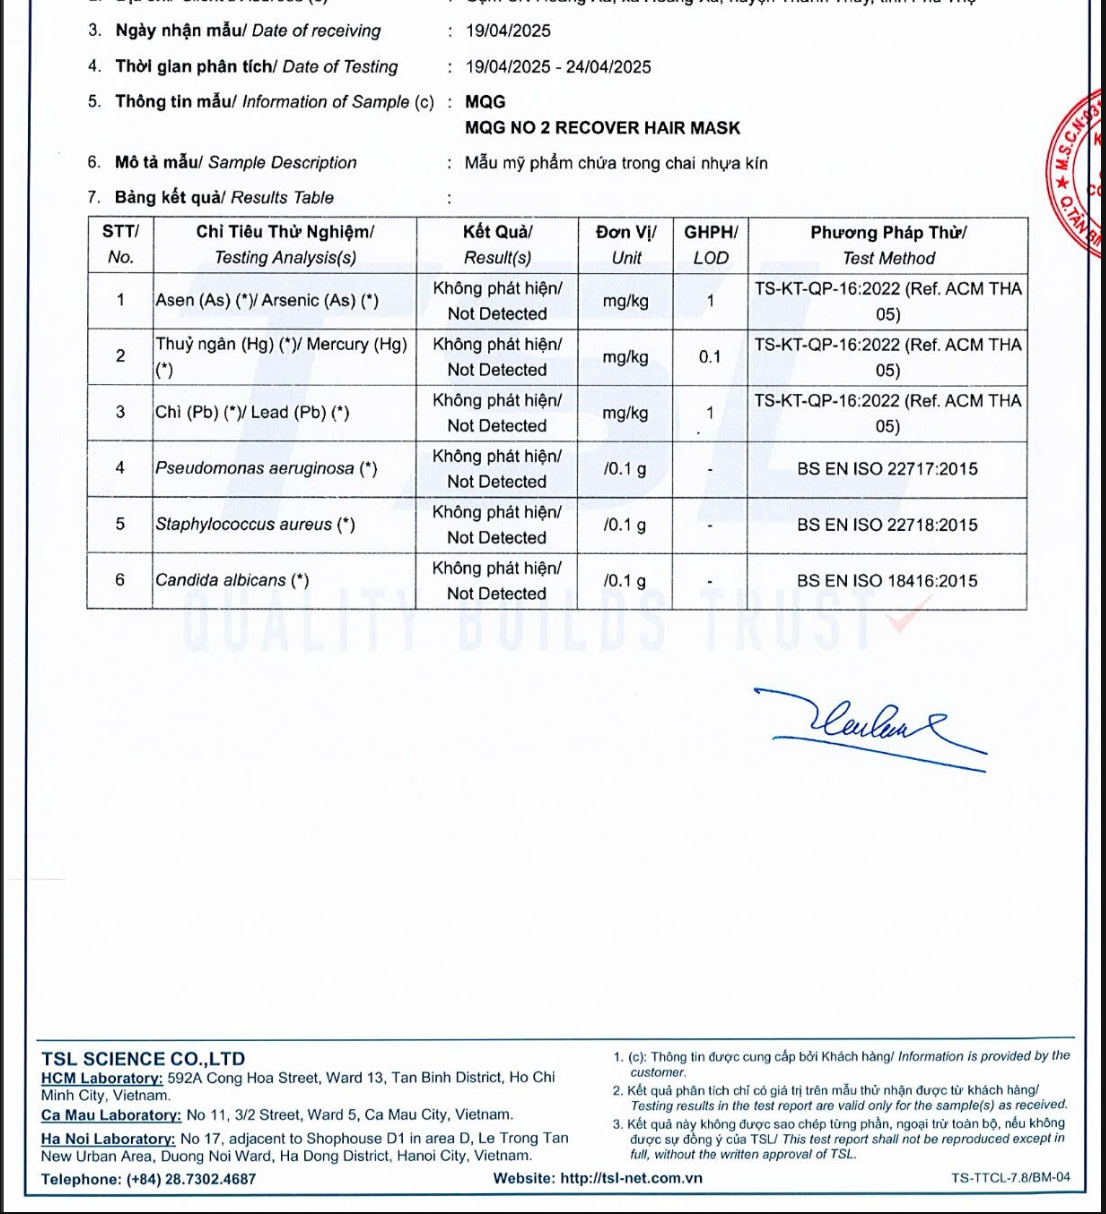 3. Ngày nhận mẫu/ Date of receiving : 19/04/2025
4. Thời gian phân tích/ Date of Testing : 19/04/2025 - 24/04/2025
5. Thông tin mẫu/ Information of Sample (c) : MQG
MQG NO 2 RECOVER HAIR MASK
6. Mô tả mẫu/ Sample Description : Mẫu mỹ phẩm chứa trong chai nhựa kín
7. Bảng kết quả/ Results Table :
STT/ Chỉ Tiêu Thử Nghiệm/ Kết Quả/ Đơn Vị/ GHPH/ Phương Pháp Thử/
No. Testing Analysis(s) Result(s) Unit LOD Test Method
1 Asen (As) (*)/ Arsenic (As) (*) Không phát hiện/ Not Detected mg/kg 1 TS-KT-QP-16:2022 (Ref. ACM THA 05)
2 Thuỷ ngân (Hg) (*)/ Mercury (Hg) (*) Không phát hiện/ Not Detected mg/kg 0.1 TS-KT-QP-16:2022 (Ref. ACM THA 05)
3 Chì (Pb) (*)/ Lead (Pb) (*) Không phát hiện/ Not Detected mg/kg 1 TS-KT-QP-16:2022 (Ref. ACM THA 05)
4 Pseudomonas aeruginosa (*) Không phát hiện/ Not Detected /0.1 g - BS EN ISO 22717:2015
5 Staphylococcus aureus (*) Không phát hiện/ Not Detected /0.1 g - BS EN ISO 22718:2015
6 Candida albicans (*) Không phát hiện/ Not Detected /0.1 g - BS EN ISO 18416:2015
TSL
QUALITY BUILDS TRUST
★ M.S.C.N:03
Q.TÂN B
TSL SCIENCE CO.,LTD
HCM Laboratory: 592A Cong Hoa Street, Ward 13, Tan Binh District, Ho Chi
Minh City, Vietnam.
Ca Mau Laboratory: No 11, 3/2 Street, Ward 5, Ca Mau City, Vietnam.
Ha Noi Laboratory: No 17, adjacent to Shophouse D1 in area D, Le Trong Tan
New Urban Area, Duong Noi Ward, Ha Dong District, Hanoi City, Vietnam.
Telephone: (+84) 28.7302.4687
Website: http://tsl-net.com.vn
1. (c): Thông tin được cung cấp bởi Khách hàng/ Information is provided by the
customer.
2. Kết quả phân tích chỉ có giá trị trên mẫu thử nhận được từ khách hàng/
Testing results in the test report are valid only for the sample(s) as received.
3. Kết quả này không được sao chép từng phần, ngoại trừ toàn bộ, nếu không
được sự đồng ý của TSL/ This test report shall not be reproduced except in
full, without the written approval of TSL.
TS-TTCL-7.8/BM-04